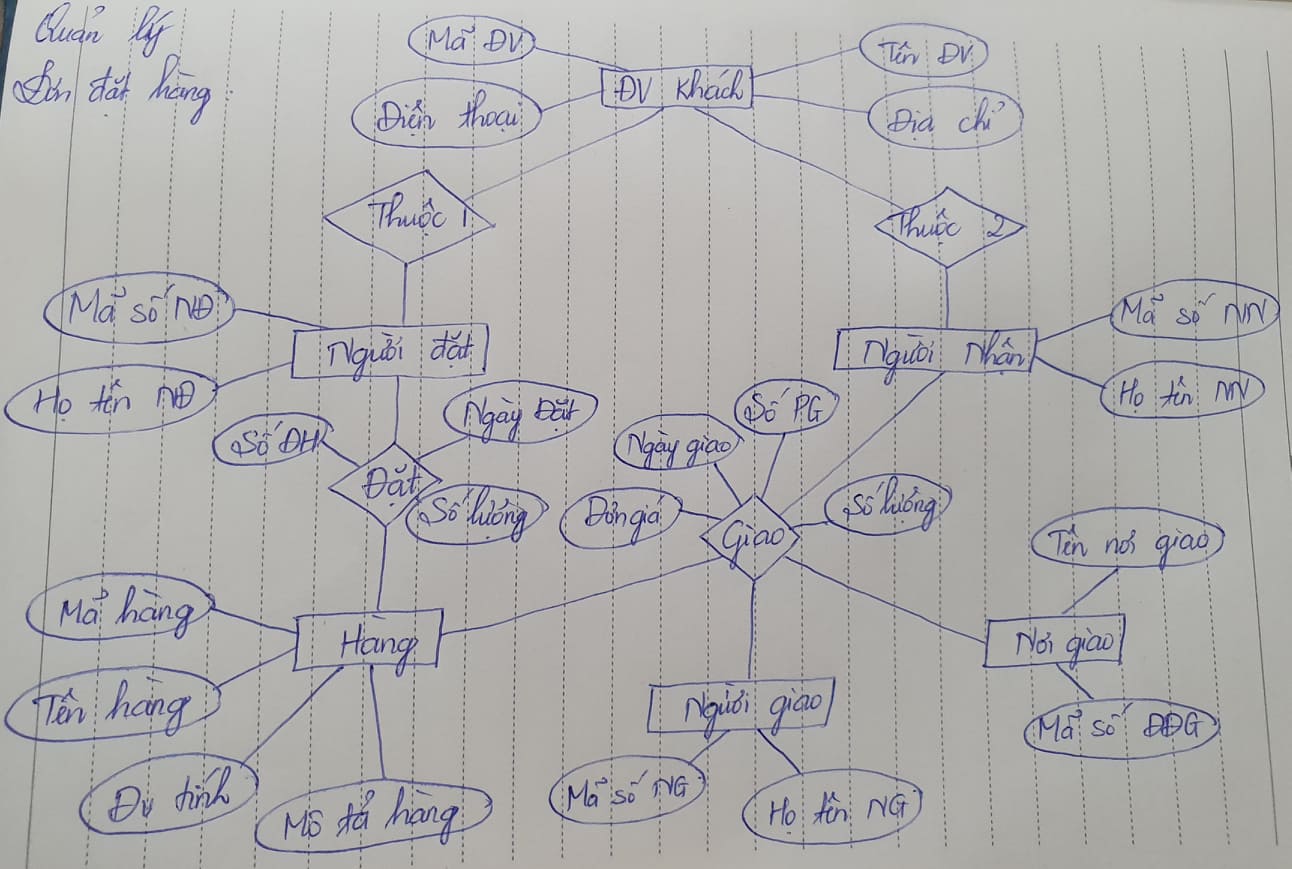 Quản lý
Đơn đặt hàng:
Mã ĐV
Tên ĐV
ĐV Khách
Điện thoại
Địa chỉ
Thuộc 1
Thuộc 2
Mã số NĐ
Mã số NN
Người đặt
Người Nhận
Họ tên NĐ
Họ tên NN
Số ĐH
Ngày Đặt
Ngày giao
Số PG
Đặt
Số lượng
Đơn giá
Giao
Số lượng
Tên nơi giao
Mã hàng
Hàng
Nơi giao
Tên hàng
Người giao
Mã số ĐĐG
Đv tính
Mô tả hàng
Mã số NG
Họ tên NG